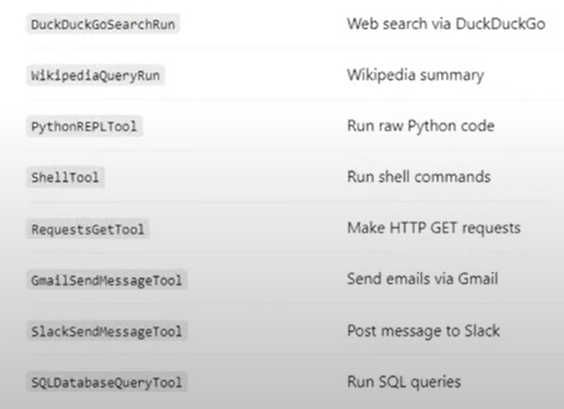 DuckDuckGoSearchRun Web search via DuckDuckGo
WikipediaQueryRun Wikipedia summary
PythonREPLTool Run raw Python code
ShellTool Run shell commands
RequestsGetTool Make HTTP GET requests
GmailSendMessageTool Send emails via Gmail
SlackSendMessageTool Post message to Slack
SQLDatabaseQueryTool Run SQL queries